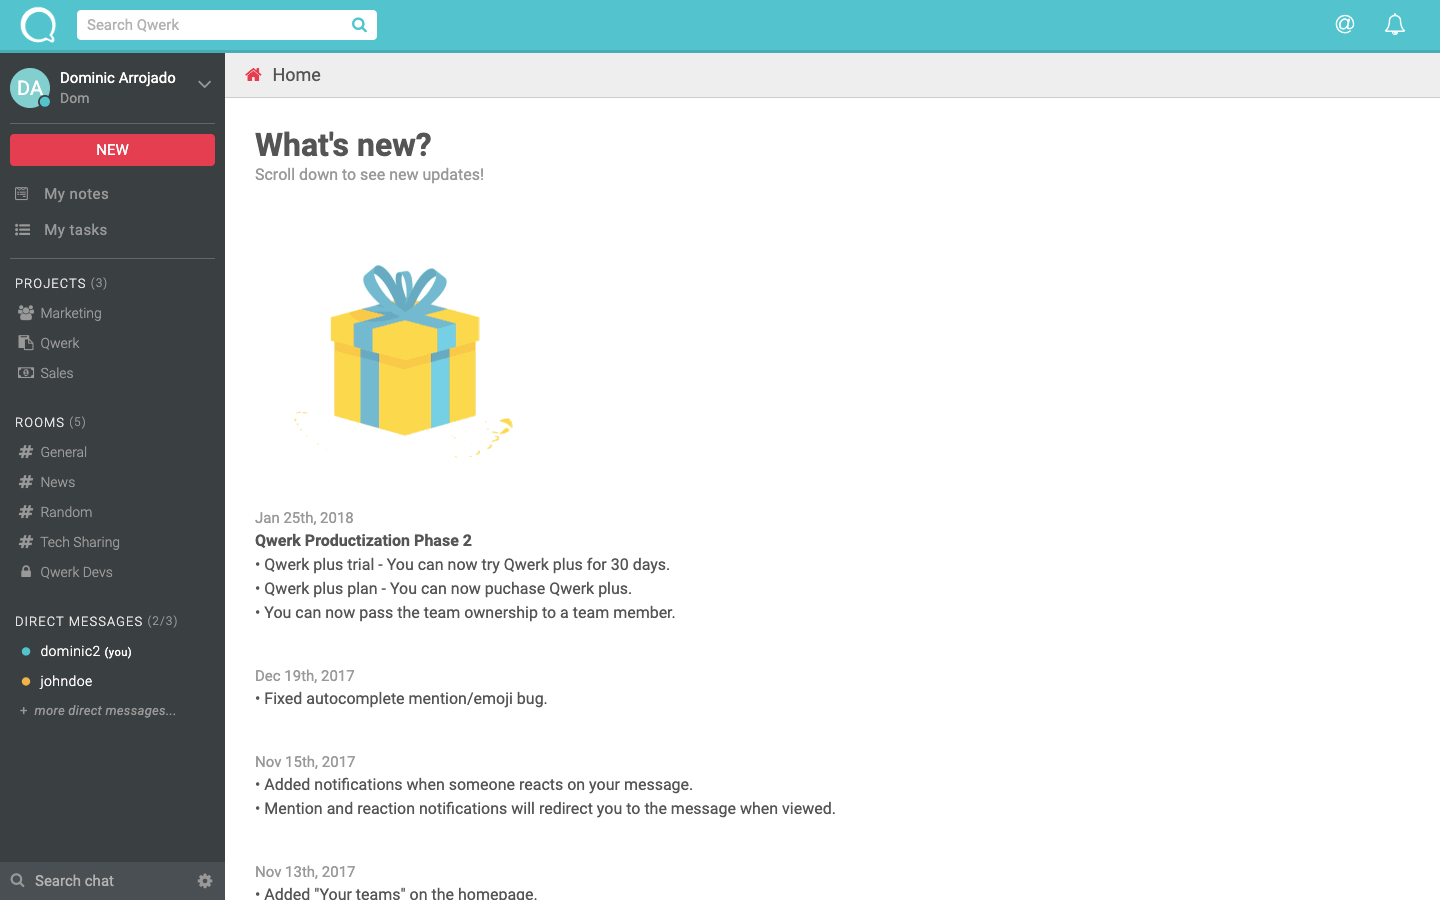 Search Qwerk
@
DA
Dominic Arrojado
Dom
NEW
My notes
My tasks
PROJECTS (3)
Marketing
Qwerk
Sales
ROOMS (5)
# General
# News
# Random
# Tech Sharing
Qwerk Devs
DIRECT MESSAGES (2/3)
dominic2 (you)
johndoe
+ more direct messages...
Search chat
Home
What's new?
Scroll down to see new updates!
Jan 25th, 2018
Qwerk Productization Phase 2
• Qwerk plus trial - You can now try Qwerk plus for 30 days.
• Qwerk plus plan - You can now puchase Qwerk plus.
• You can now pass the team ownership to a team member.
Dec 19th, 2017
• Fixed autocomplete mention/emoji bug.
Nov 15th, 2017
• Added notifications when someone reacts on your message.
• Mention and reaction notifications will redirect you to the message when viewed.
Nov 13th, 2017
• Added "Your teams" on the homepage.